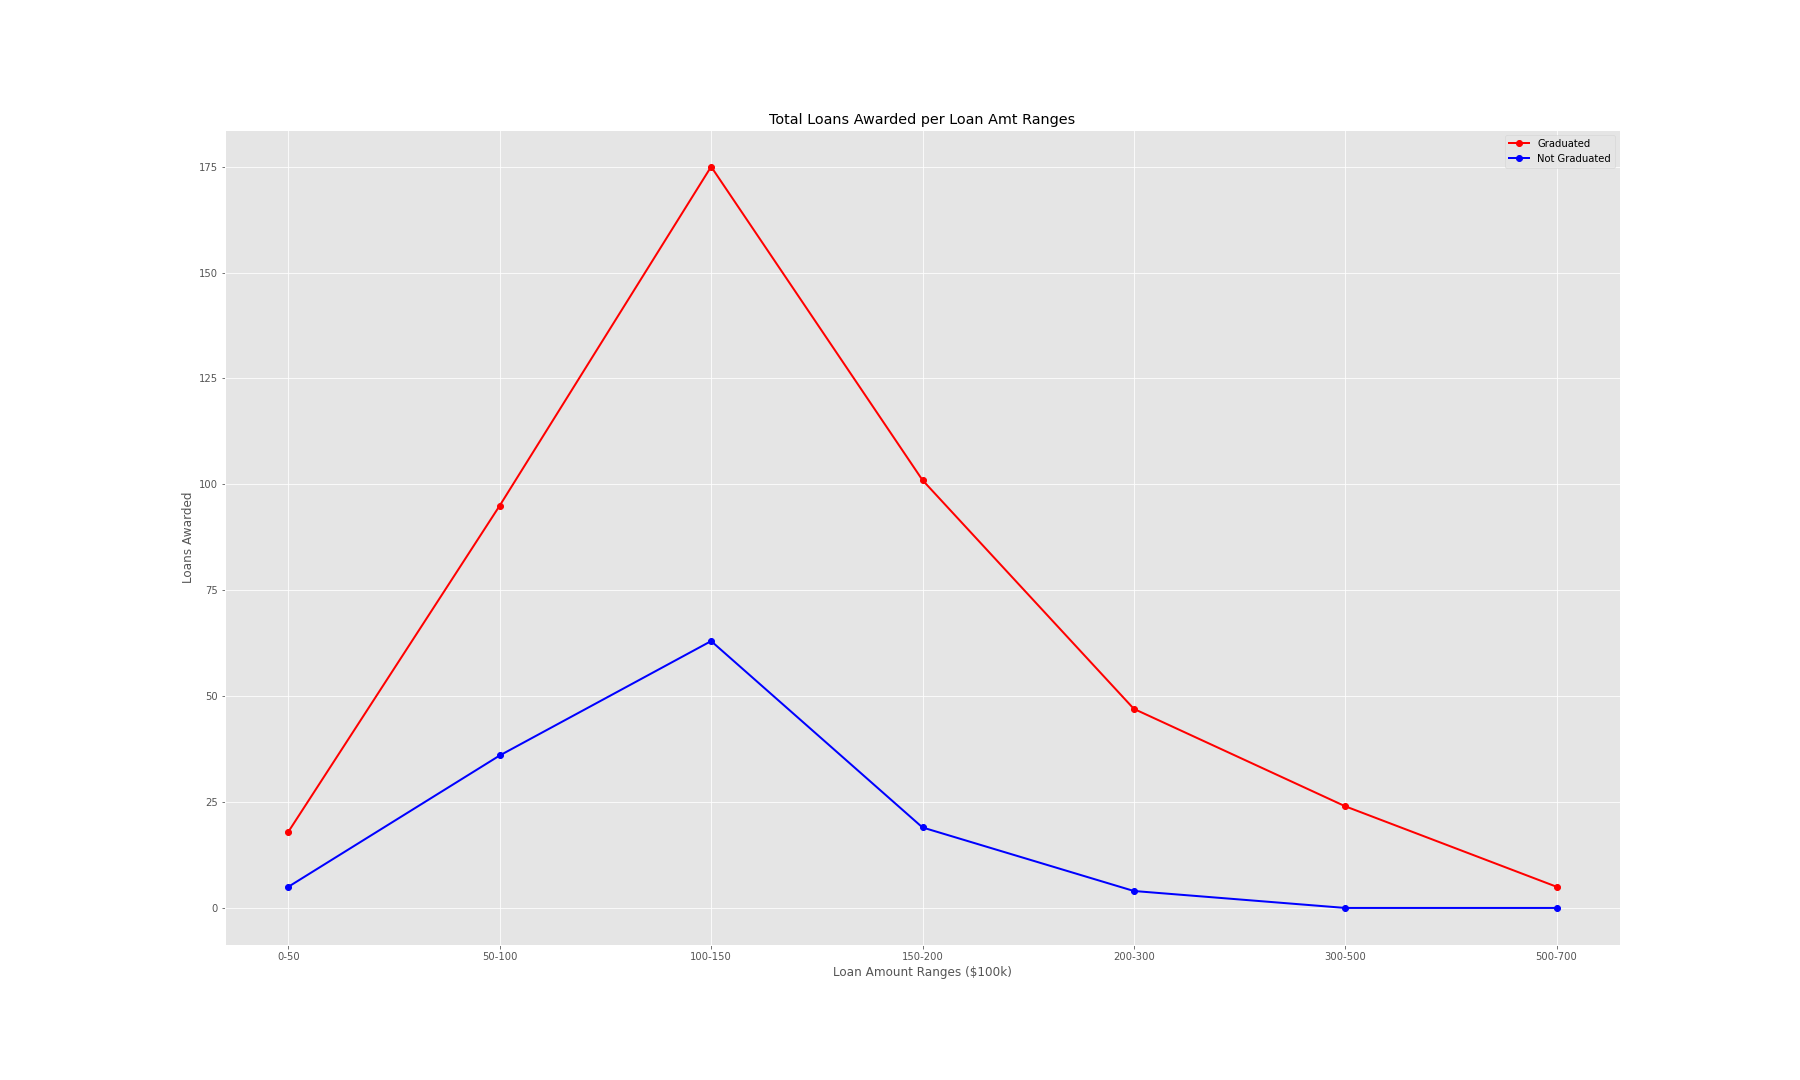 Total Loans Awarded per Loan Amt Ranges
Graduated
Not Graduated
175
150
125
100
75
50
25
0
Loans Awarded
0-50 50-100 100-150 150-200 200-300 300-500 500-700
Loan Amount Ranges ($100k)